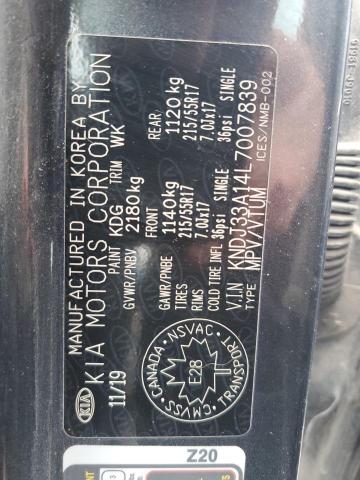 KIA
MANUFACTURED IN KOREA BY
KIA MOTORS CORPORATION
11/19
PAINT KDG TRIM WK
GVWR/PNBV 2180kg
FRONT REAR
GAWR/PNBE 1140kg 1120kg
TIRES 215/55R17 215/55R17
RIMS 7.0Jx17 7.0Jx17
COLD TIRE INFL 36psi SINGLE 36psi SINGLE
V.I.N KNDJ33A14L7007839
TYPE MPV/VTUM
ICES/NMB-002
CANADA · NSVAC · TRANSPORT · CMVSS
E28
Z20